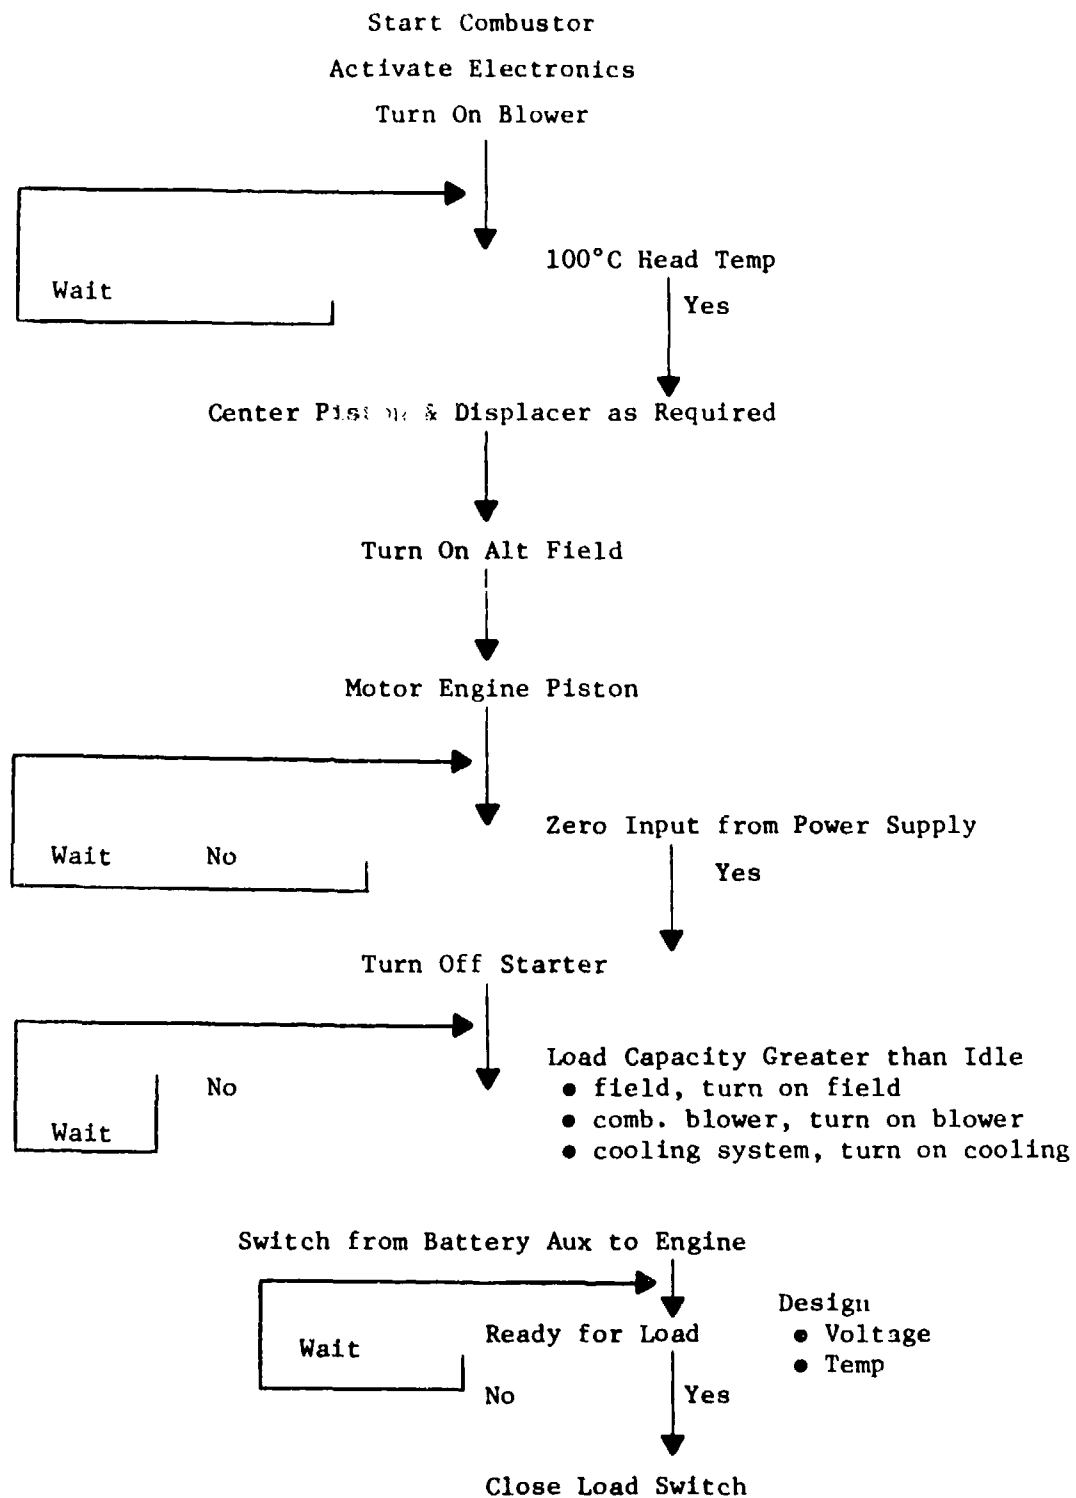 Start Combustor
Activate Electronics
Turn On Blower
100°C Head Temp
Wait
Yes
Center & Displacer as Required
Turn On Alt Field
Motor Engine Piston
Zero Input from Power Supply
Wait No
Yes
Turn Off Starter
Load Capacity Greater than Idle
No
• field, turn on field
• comb. blower, turn on blower
Wait
• cooling system, turn on cooling
Switch from Battery Aux to Engine
Design
Ready for Load
• Voltage
Wait
• Temp
No Yes
Close Load Switch